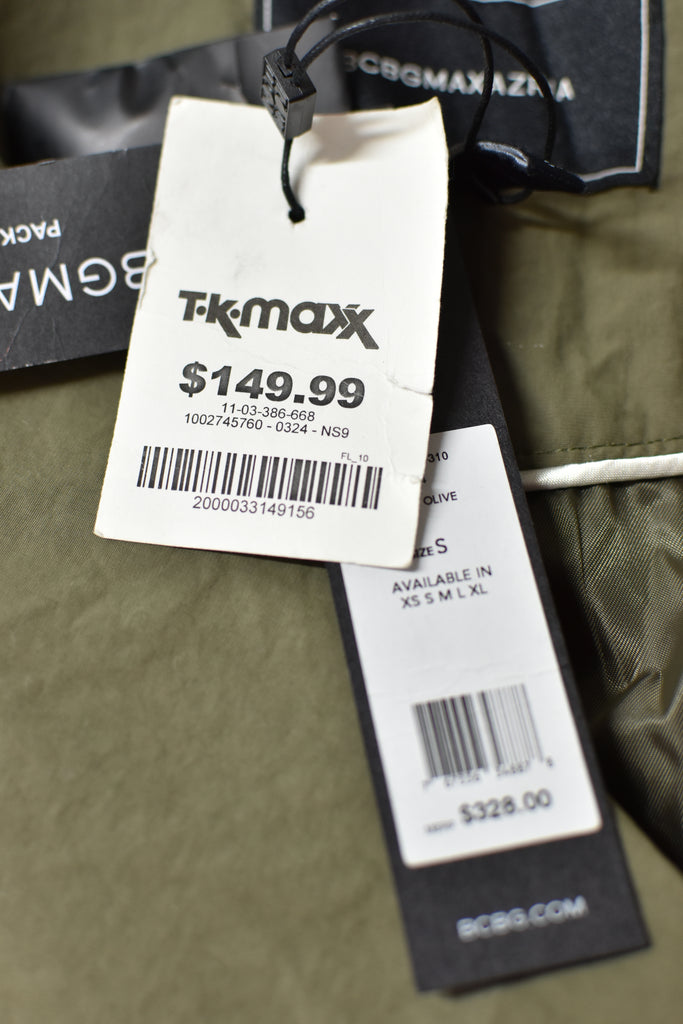 BCBGMAXAZRIA
PACK
BGMA
T·K·maxx
$149.99
11-03-386-668
1002745760 - 0324 - NS9
FL_10
2000033149156
-310
OLIVE
SIZE S
AVAILABLE IN
XS S M L XL
$328.00
BCBG.COM